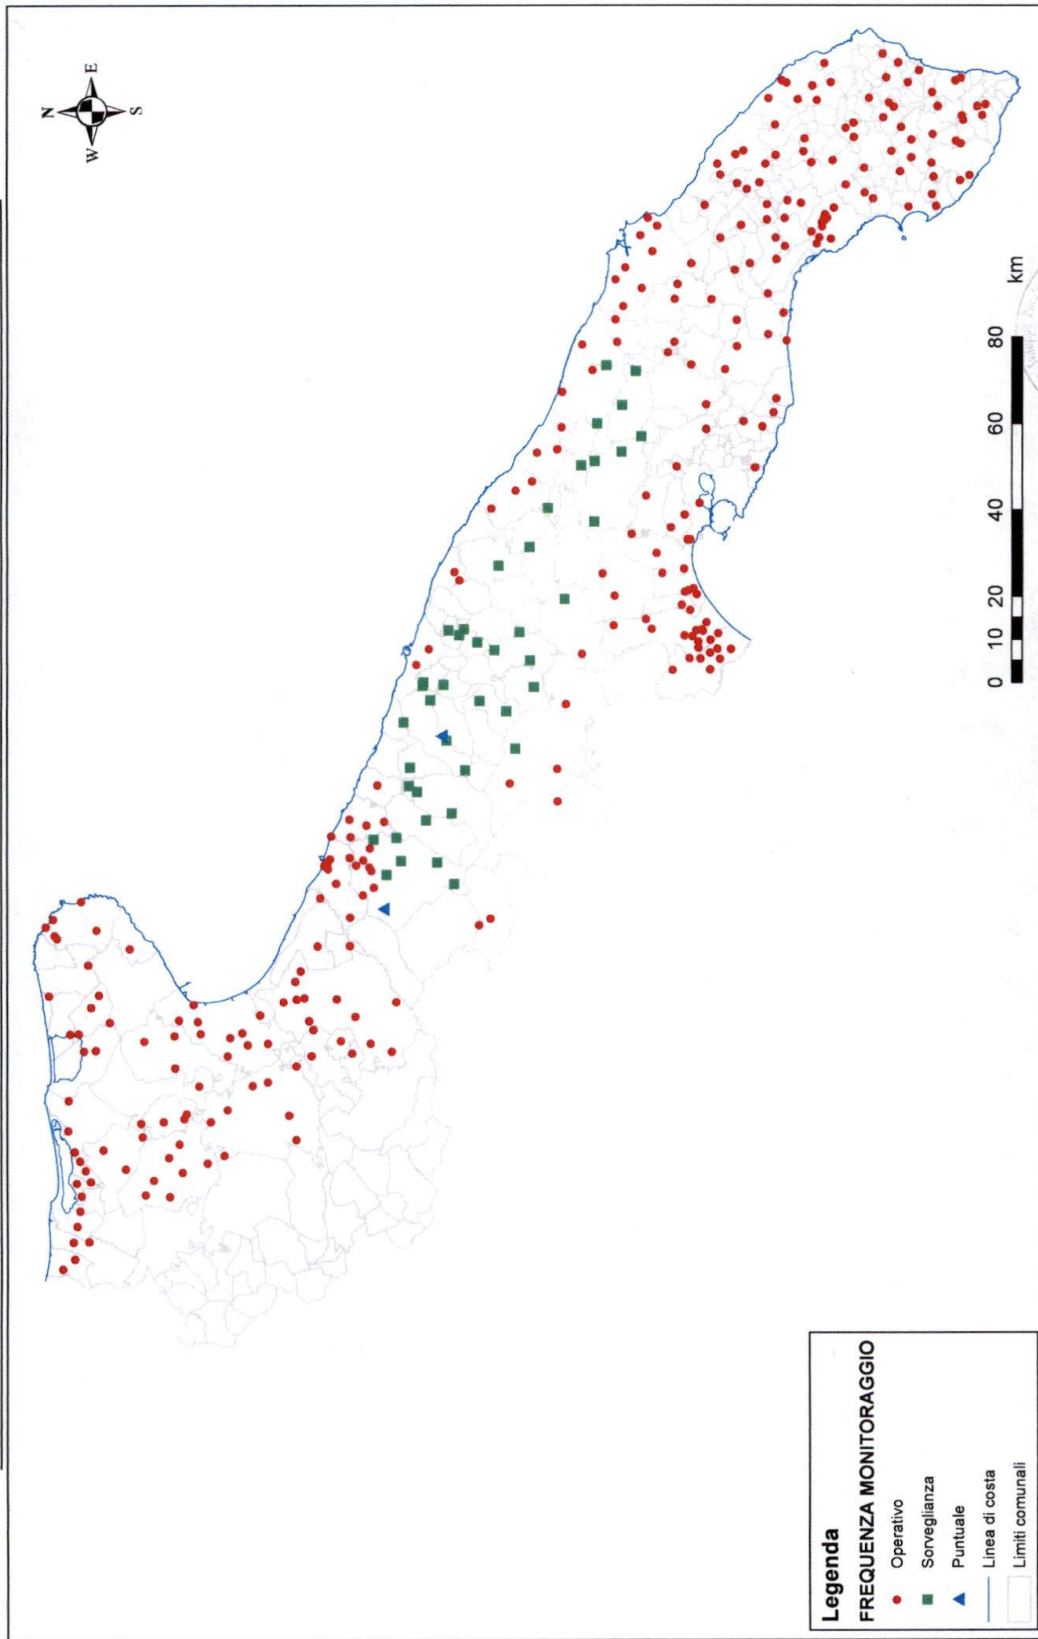 N
W E
S
km
0 10 20 40 60 80
Legenda
FREQUENZA MONITORAGGIO
Operativo
Sorveglianza
Puntuale
Linea di costa
Limiti comunali